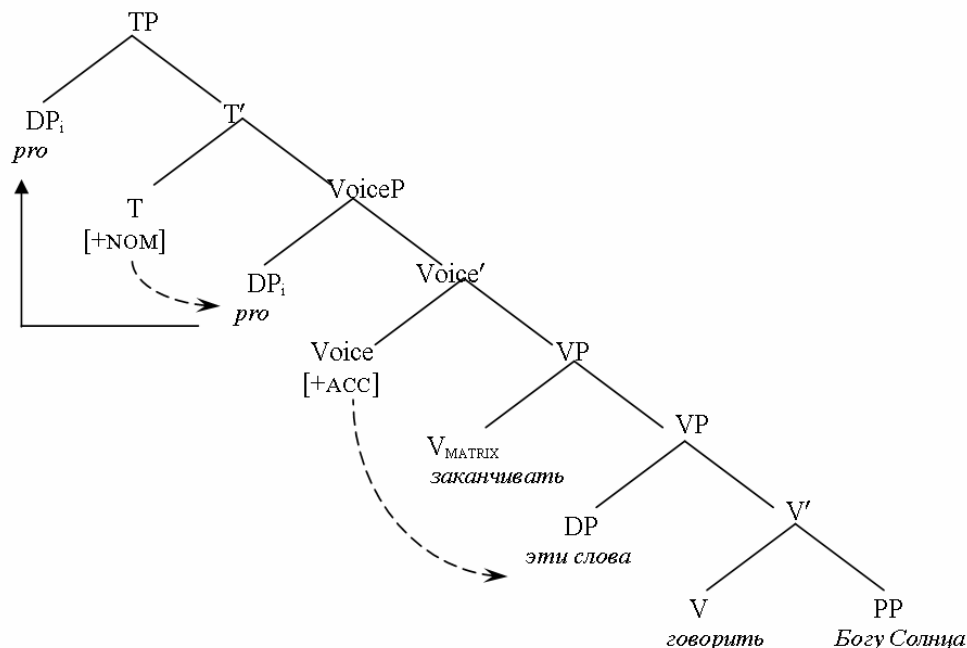 TP
DPi
pro
T′
T
[+NOM]
VoiceP
DPi
pro
Voice′
Voice
[+ACC]
VP
VMATRIX
заканчивать
VP
DP
эти слова
V′
V
говорить
PP
Богу Солнца